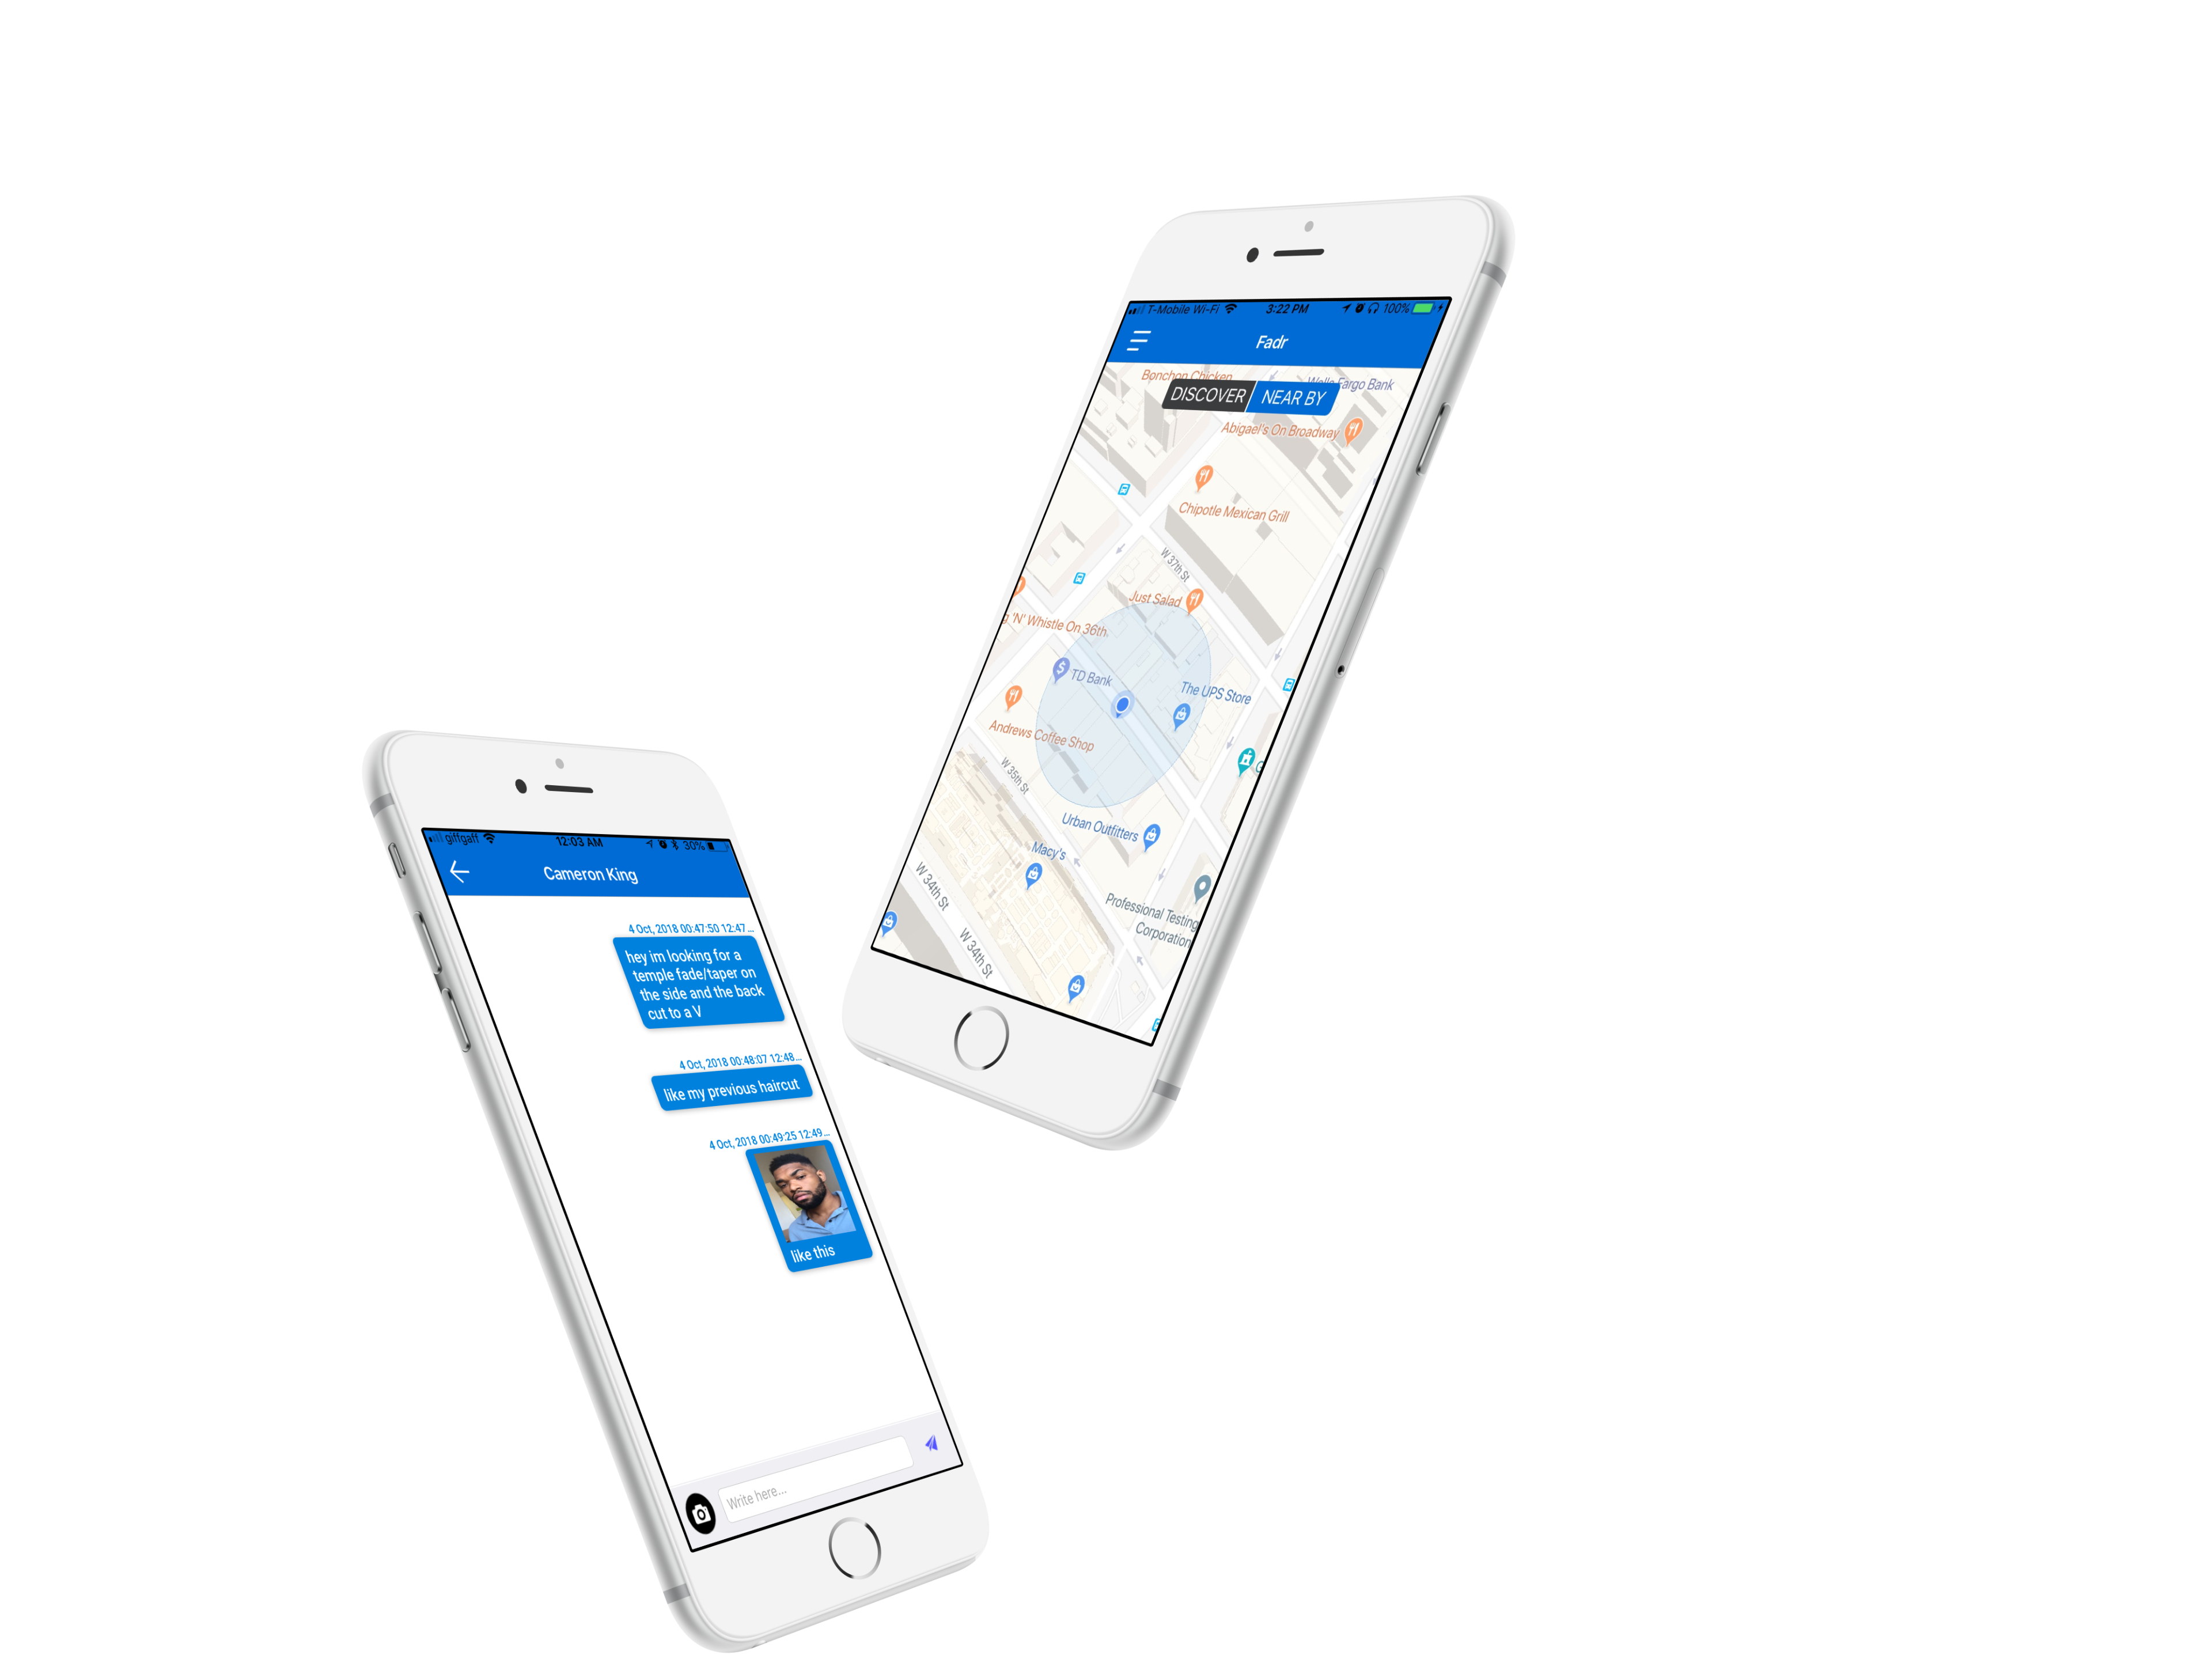 giffgaff 12:03 AM 30%
Cameron King
4 Oct, 2018 00:47:50 12:47...
hey im looking for a
temple fade/taper on
the side and the back
cut to a V
4 Oct, 2018 00:48:07 12:48...
like my previous haircut
4 Oct, 2018 00:49:25 12:49...
like this
Write here...
T-Mobile Wi-Fi 3:22 PM 100%
Fadr
Bonchon Chicken
Wells Fargo Bank
DISCOVER NEAR BY
Abigael's On Broadway
Chipotle Mexican Grill
W 37th St
Just Salad
'N' Whistle On 36th
TD Bank
The UPS Store
Andrews Coffee Shop
W 35th St
G
Urban Outfitters
Macy's
W 34th St
Professional Testing
Corporation
W 34th St